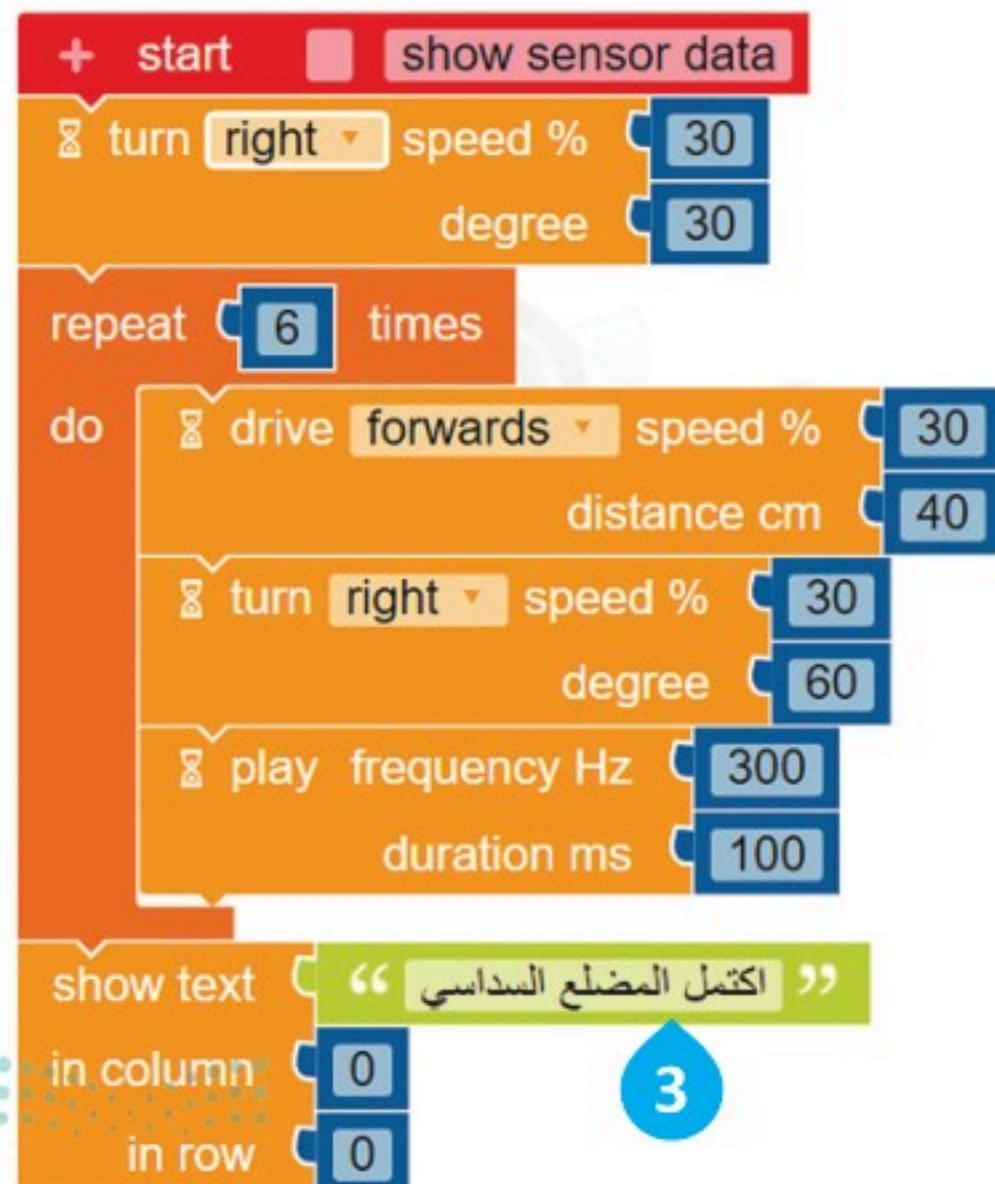 + start show sensor data
turn right speed % 30
degree 30
repeat 6 times
do drive forwards speed % 30
distance cm 40
turn right speed % 30
degree 60
play frequency Hz 300
duration ms 100
show text “ اكتمل المضلع السداسي ”
3
in column 0
in row 0